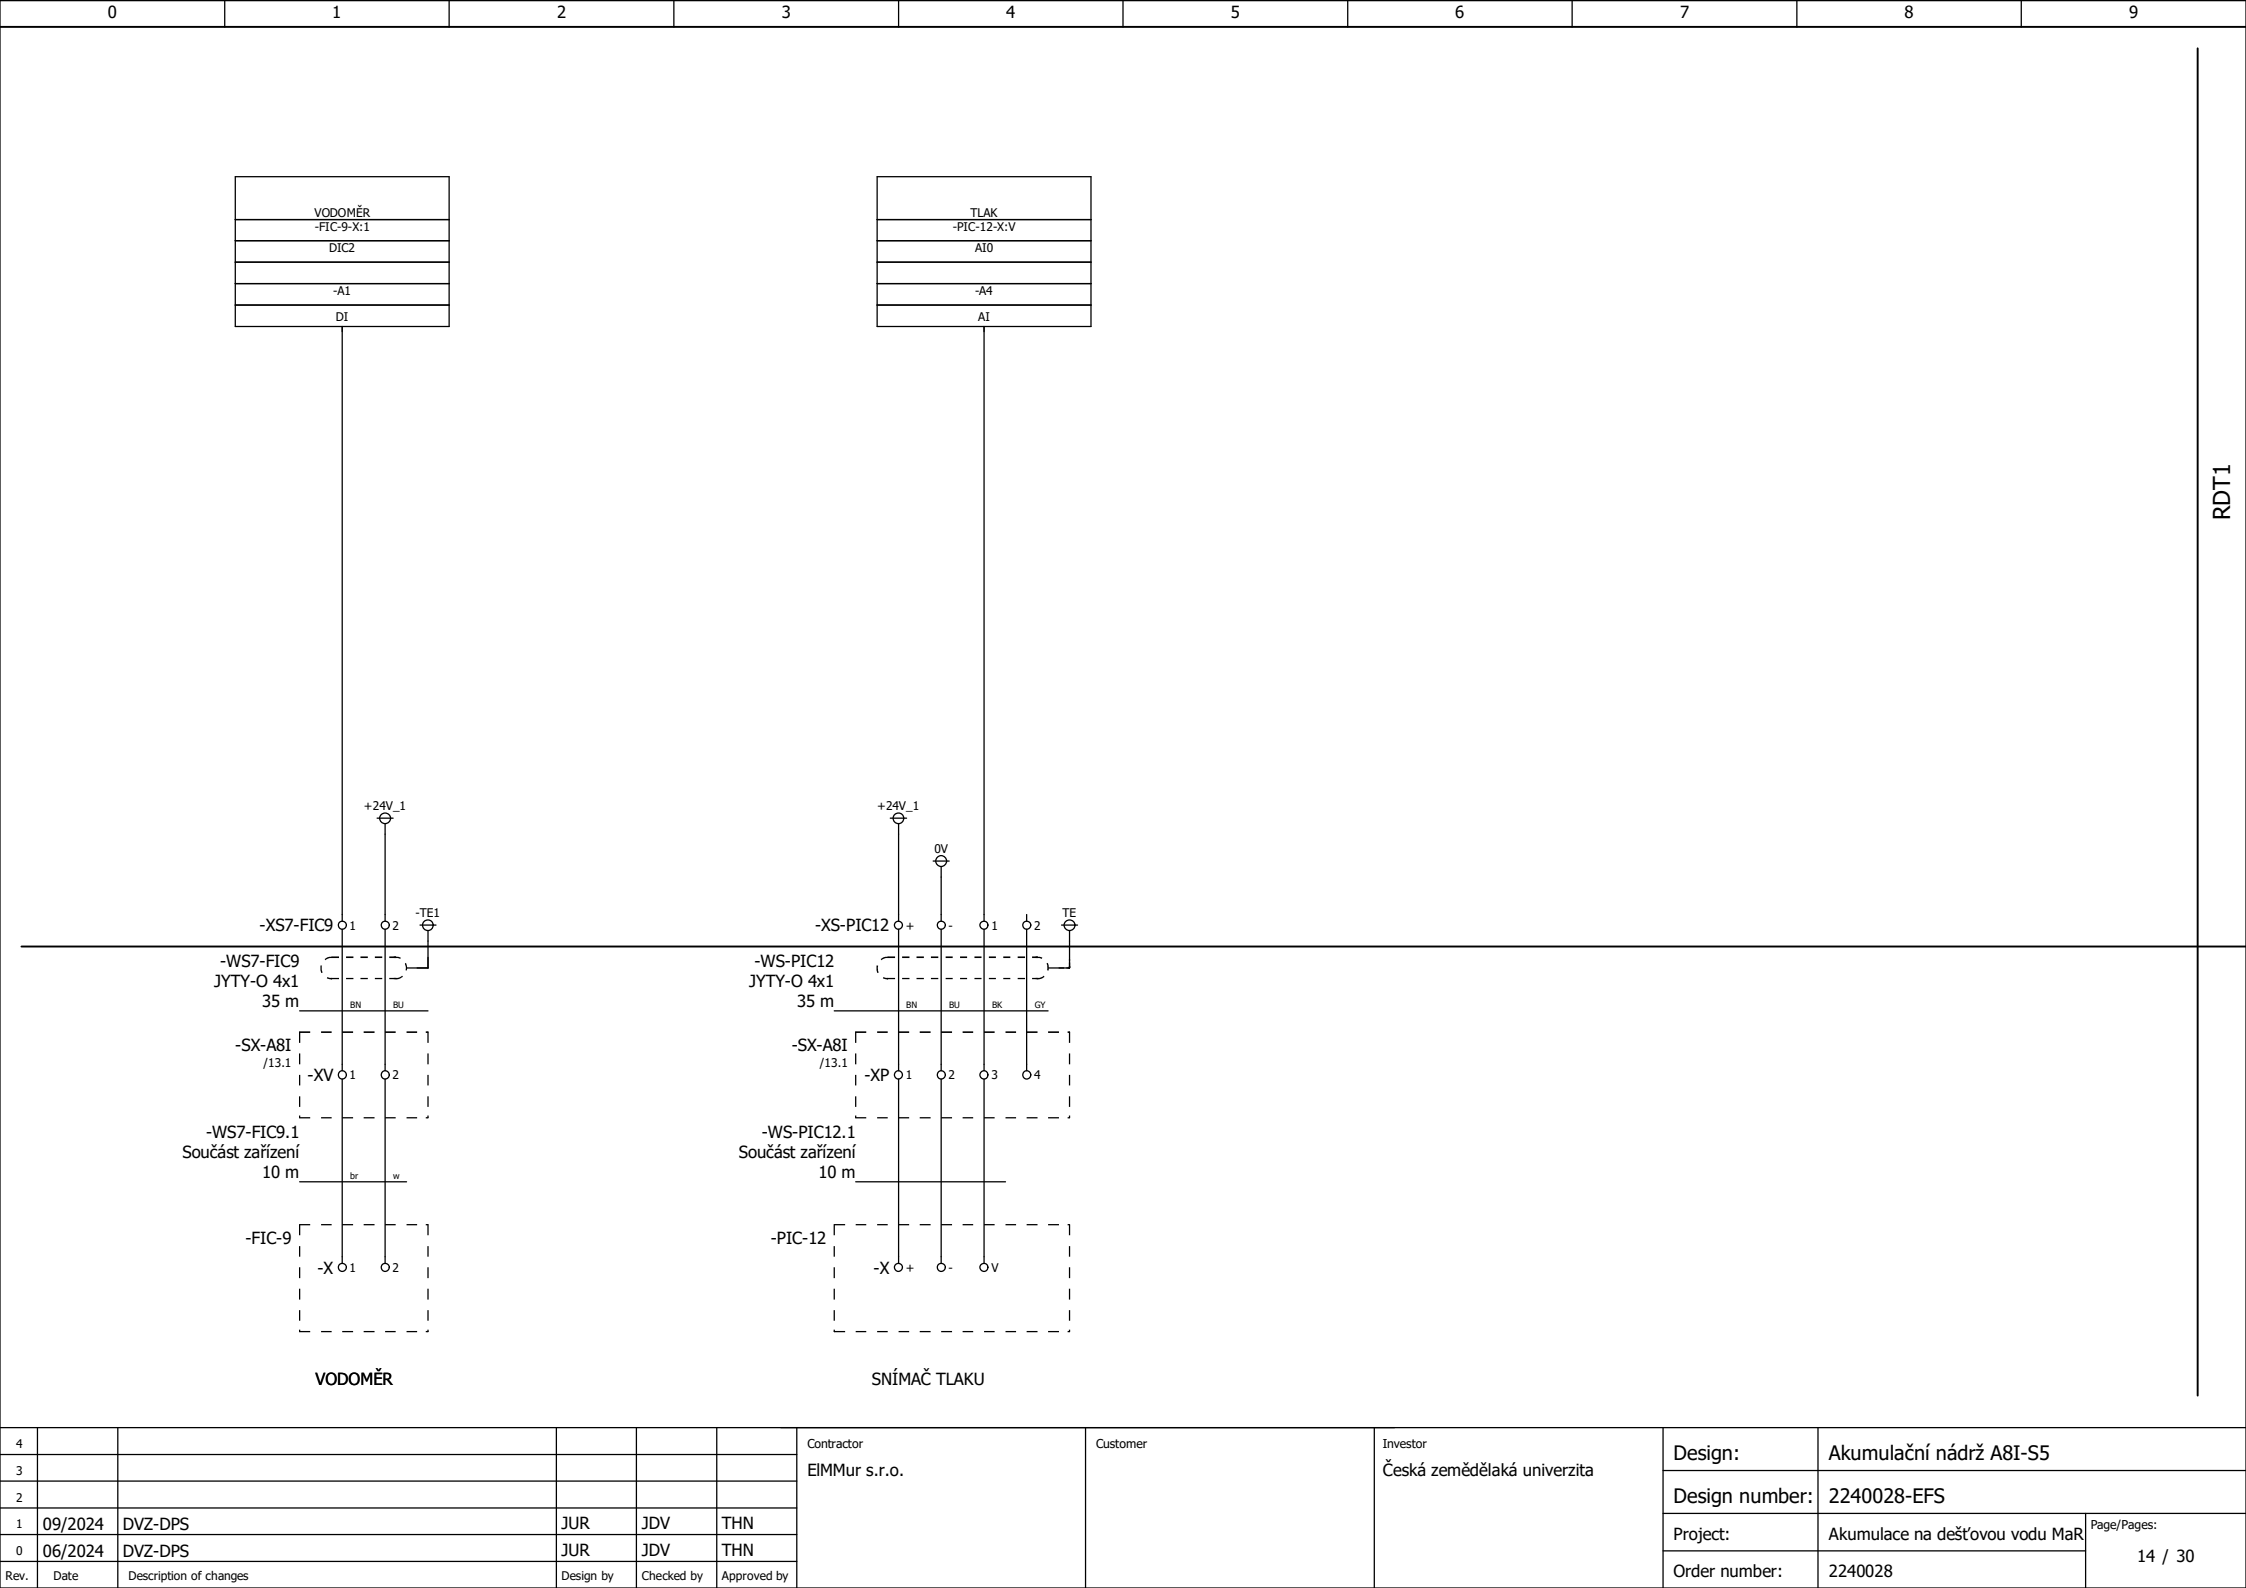 0 1 2 3 4 5 6 7 8 9
VODOMĚR
-FIC-9-X:1
DIC2
-A1
DI
TLAK
-PIC-12-X:V
AI0
-A4
AI
RDT1
+24V_1
-XS7-FIC9 1 2 -TE1
-WS7-FIC9
JYTY-O 4x1
35 m BN BU
-SX-A8I
/13.1
-XV 1 2
-WS7-FIC9.1
Součást zařízení
10 m br w
-FIC-9
-X 1 2
VODOMĚR
+24V_1
0V
-XS-PIC12 + - 1 2 TE
-WS-PIC12
JYTY-O 4x1
35 m BN BU BK GY
-SX-A8I
/13.1
-XP 1 2 3 4
-WS-PIC12.1
Součást zařízení
10 m
-PIC-12
-X + - V
SNÍMAČ TLAKU
4
3
2
1 09/2024 DVZ-DPS JUR JDV THN
0 06/2024 DVZ-DPS JUR JDV THN
Rev. Date Description of changes Design by Checked by Approved by
Contractor
ElMMur s.r.o.
Customer
Investor
Česká zemědělaká univerzita
Design: Akumulační nádrž A8I-S5
Design number: 2240028-EFS
Project: Akumulace na dešťovou vodu MaR
Order number: 2240028
Page/Pages:
14 / 30